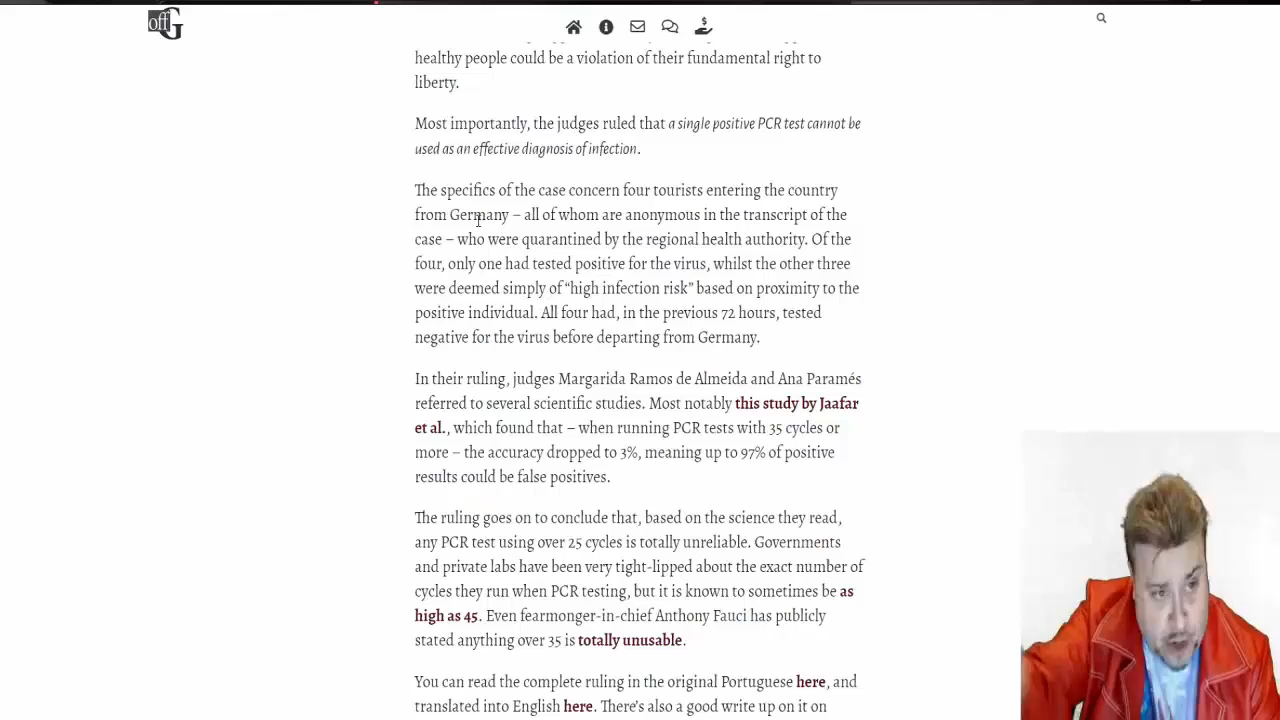 off
G
healthy people could be a violation of their fundamental right to
liberty.
Most importantly, the judges ruled that a single positive PCR test cannot be
used as an effective diagnosis of infection.
The specifics of the case concern four tourists entering the country
from Germany – all of whom are anonymous in the transcript of the
case – who were quarantined by the regional health authority. Of the
four, only one had tested positive for the virus, whilst the other three
were deemed simply of “high infection risk” based on proximity to the
positive individual. All four had, in the previous 72 hours, tested
negative for the virus before departing from Germany.
In their ruling, judges Margarida Ramos de Almeida and Ana Paramés
referred to several scientific studies. Most notably this study by Jaafar
et al., which found that – when running PCR tests with 35 cycles or
more – the accuracy dropped to 3%, meaning up to 97% of positive
results could be false positives.
The ruling goes on to conclude that, based on the science they read,
any PCR test using over 25 cycles is totally unreliable. Governments
and private labs have been very tight-lipped about the exact number of
cycles they run when PCR testing, but it is known to sometimes be as
high as 45. Even fearmonger-in-chief Anthony Fauci has publicly
stated anything over 35 is totally unusable.
You can read the complete ruling in the original Portuguese here, and
translated into English here. There’s also a good write up on it on